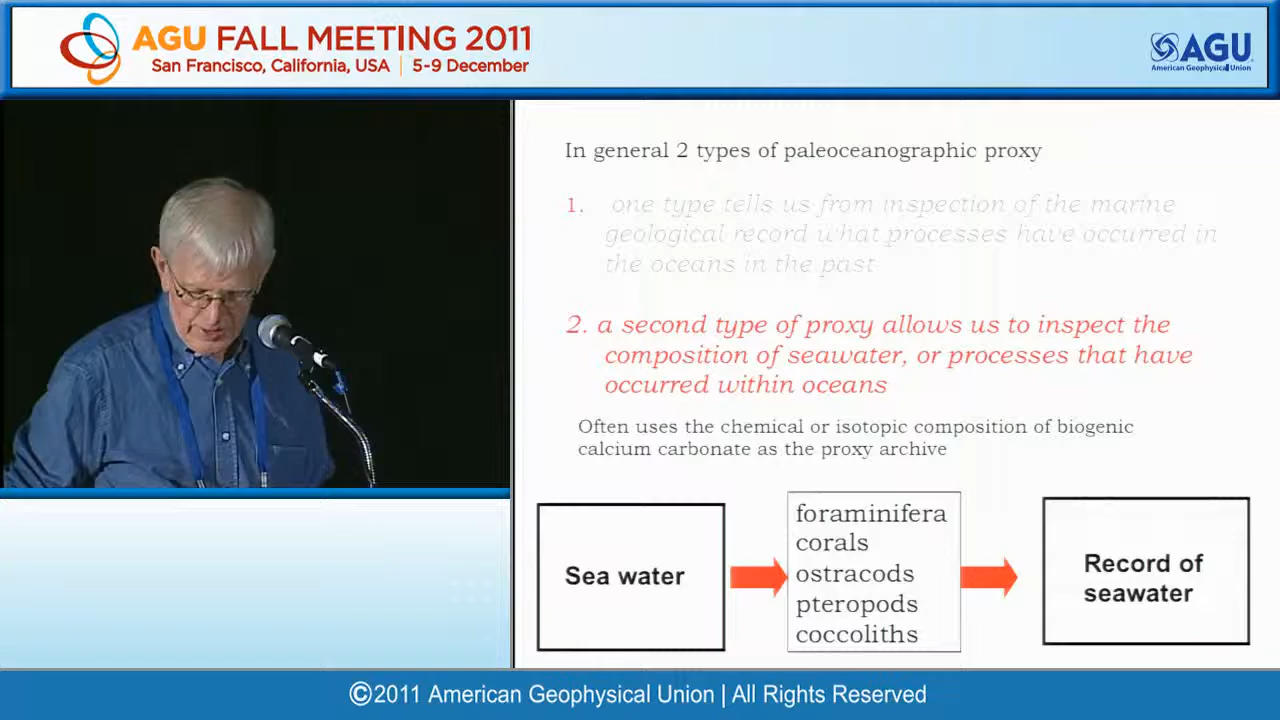 AGU FALL MEETING 2011
San Francisco, California, USA | 5-9 December
AGU
American Geophysical Union
In general 2 types of paleoceanographic proxy
1. one type tells us from inspection of the marine
geological record what processes have occurred in
the oceans in the past
2. a second type of proxy allows us to inspect the
composition of seawater, or processes that have
occurred within oceans
Often uses the chemical or isotopic composition of biogenic
calcium carbonate as the proxy archive
Sea water
foraminifera
corals
ostracods
pteropods
coccoliths
Record of
seawater
©2011 American Geophysical Union | All Rights Reserved